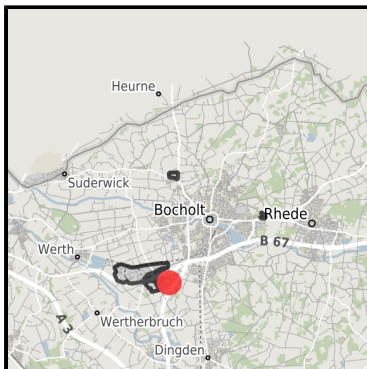 Heurne
Suderwick
Bocholt
Rhede
B 67
Werth
A 3
Wertherbruch
Dingden